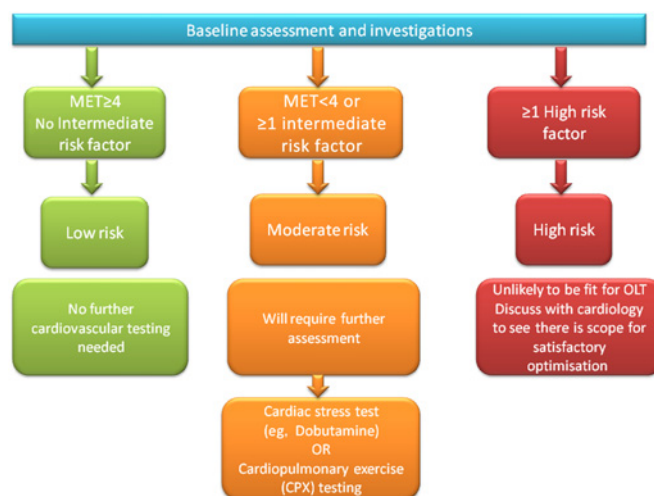 Baseline assessment and investigations
MET≥4
No Intermediate
risk factor
MET<4 or
≥1 intermediate
risk factor
≥1 High risk
factor
Low risk
Moderate risk
High risk
No further
cardiovascular testing
needed
Will require further
assessment
Unlikely to be fit for OLT
Discuss with cardiology
to see there is scope for
satisfactory
optimisation
Cardiac stress test
(eg, Dobutamine)
OR
Cardiopulmonary exercise
(CPX) testing